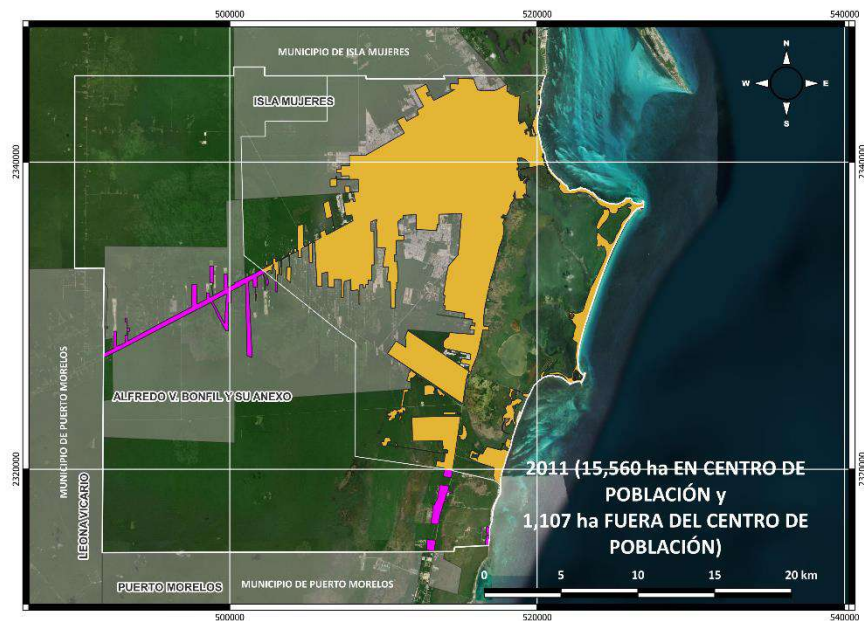 500000
520000
540000
MUNICIPIO DE ISLA MUJERES
N
W
E
S
ISLA MUJERES
2340000
2340000
ALFREDO V. BONFIL Y SU ANEXO
MUNICIPIO DE PUERTO MORELOS
LEONA VICARIO
2320000
2320000
2011 (15,560 ha EN CENTRO DE
POBLACIÓN y
1,107 ha FUERA DEL CENTRO DE
POBLACIÓN)
PUERTO MORELOS
MUNICIPIO DE PUERTO MORELOS
0
5
10
15
20 km
500000
520000
540000